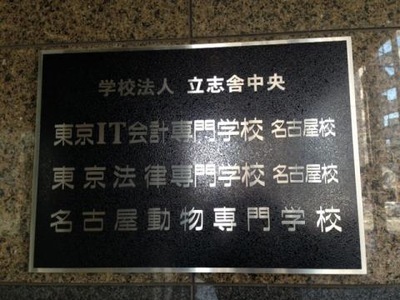 学校法人 立志舎中央
東京IT会計専門学校 名古屋校
東京法律専門学校 名古屋校
名古屋動物専門学校